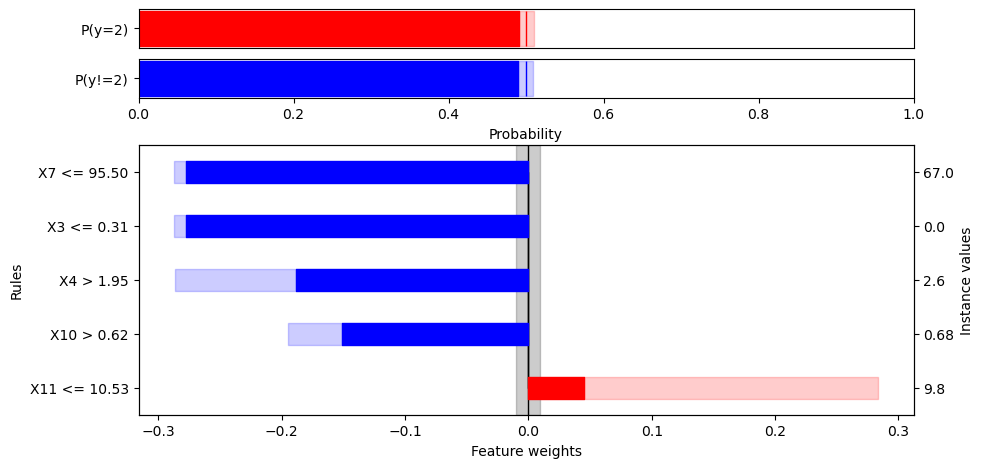 P(y=2)
P(y!=2)
0.0 0.2 0.4 0.6 0.8 1.0
Probability
X7 <= 95.50 67.0
X3 <= 0.31 0.0
X4 > 1.95 2.6
X10 > 0.62 0.68
X11 <= 10.53 9.8
Rules
Instance values
−0.3 −0.2 −0.1 0.0 0.1 0.2 0.3
Feature weights